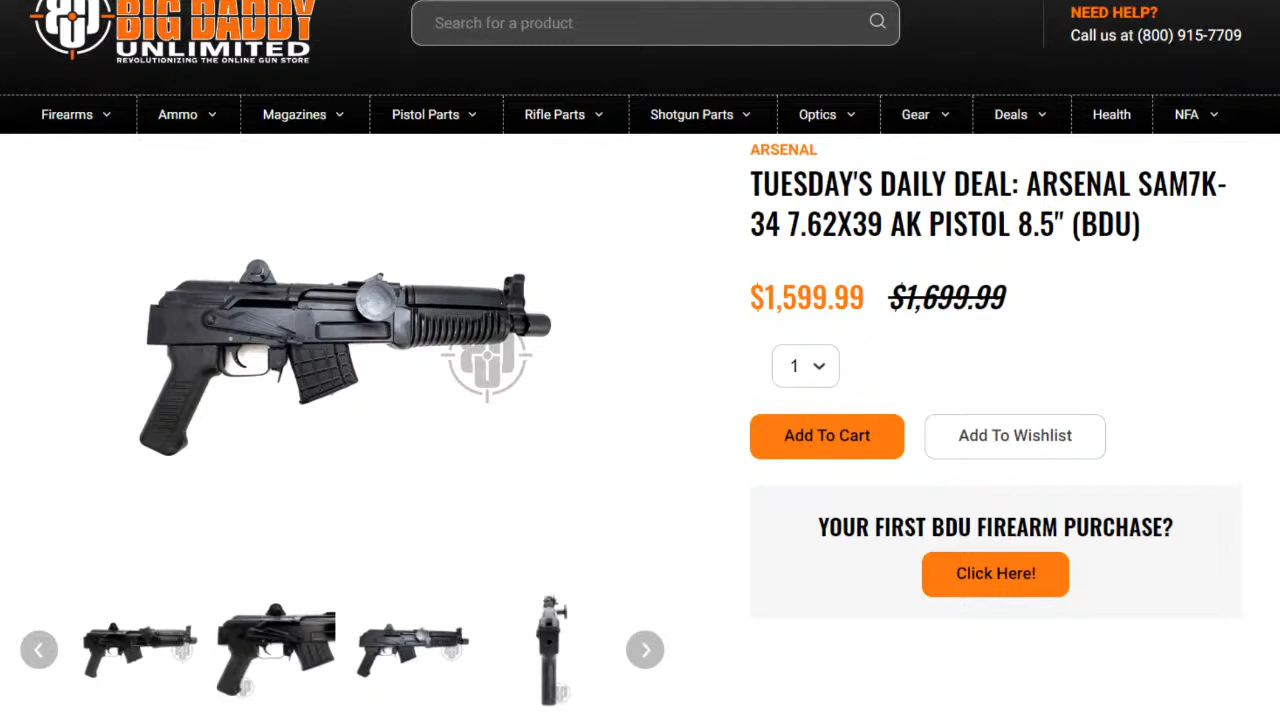 BIG DADDY
UNLIMITED
REVOLUTIONIZING THE ONLINE GUN STORE
Search for a product
NEED HELP?
Call us at (800) 915-7709
Firearms
Ammo
Magazines
Pistol Parts
Rifle Parts
Shotgun Parts
Optics
Gear
Deals
Health
NFA
ARSENAL
TUESDAY'S DAILY DEAL: ARSENAL SAM7K-
34 7.62X39 AK PISTOL 8.5" (BDU)
$1,599.99 $1,699.99
1
Add To Cart
Add To Wishlist
YOUR FIRST BDU FIREARM PURCHASE?
Click Here!